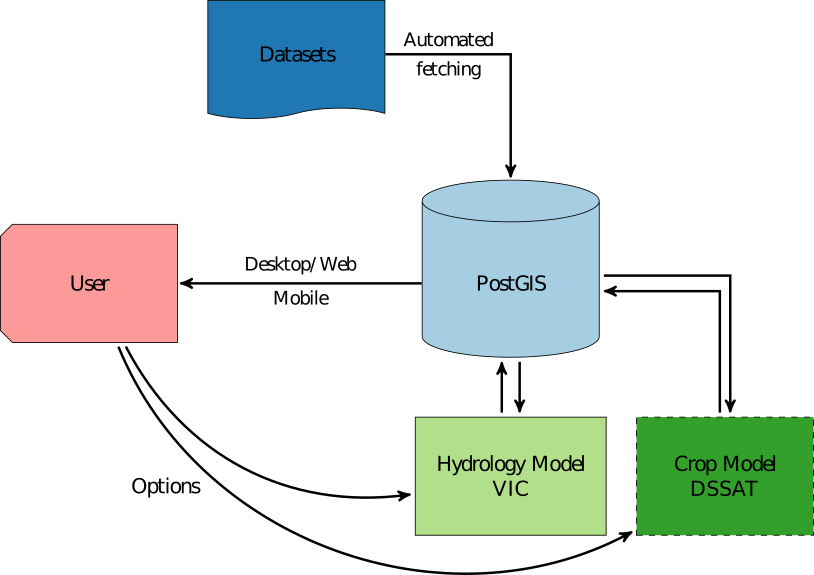 Datasets
Automated
fetching
User
Desktop/Web
Mobile
PostGIS
Options
Hydrology Model
VIC
Crop Model
DSSAT